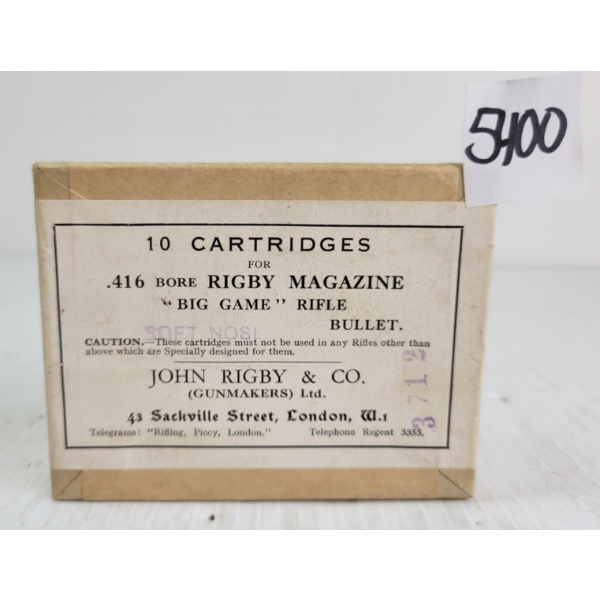 5400
10 CARTRIDGES
FOR
.416 BORE RIGBY MAGAZINE
"BIG GAME" RIFLE
SOFT NOSE BULLET.
CAUTION.—These cartridges must not be used in any Rifles other than
above which are Specially designed for them.
JOHN RIGBY & CO.
(GUNMAKERS) Ltd.
43 Sackville Street, London, W.1
Telegrams: "Rifling, Piccy, London." Telephone Regent 3355.
3712